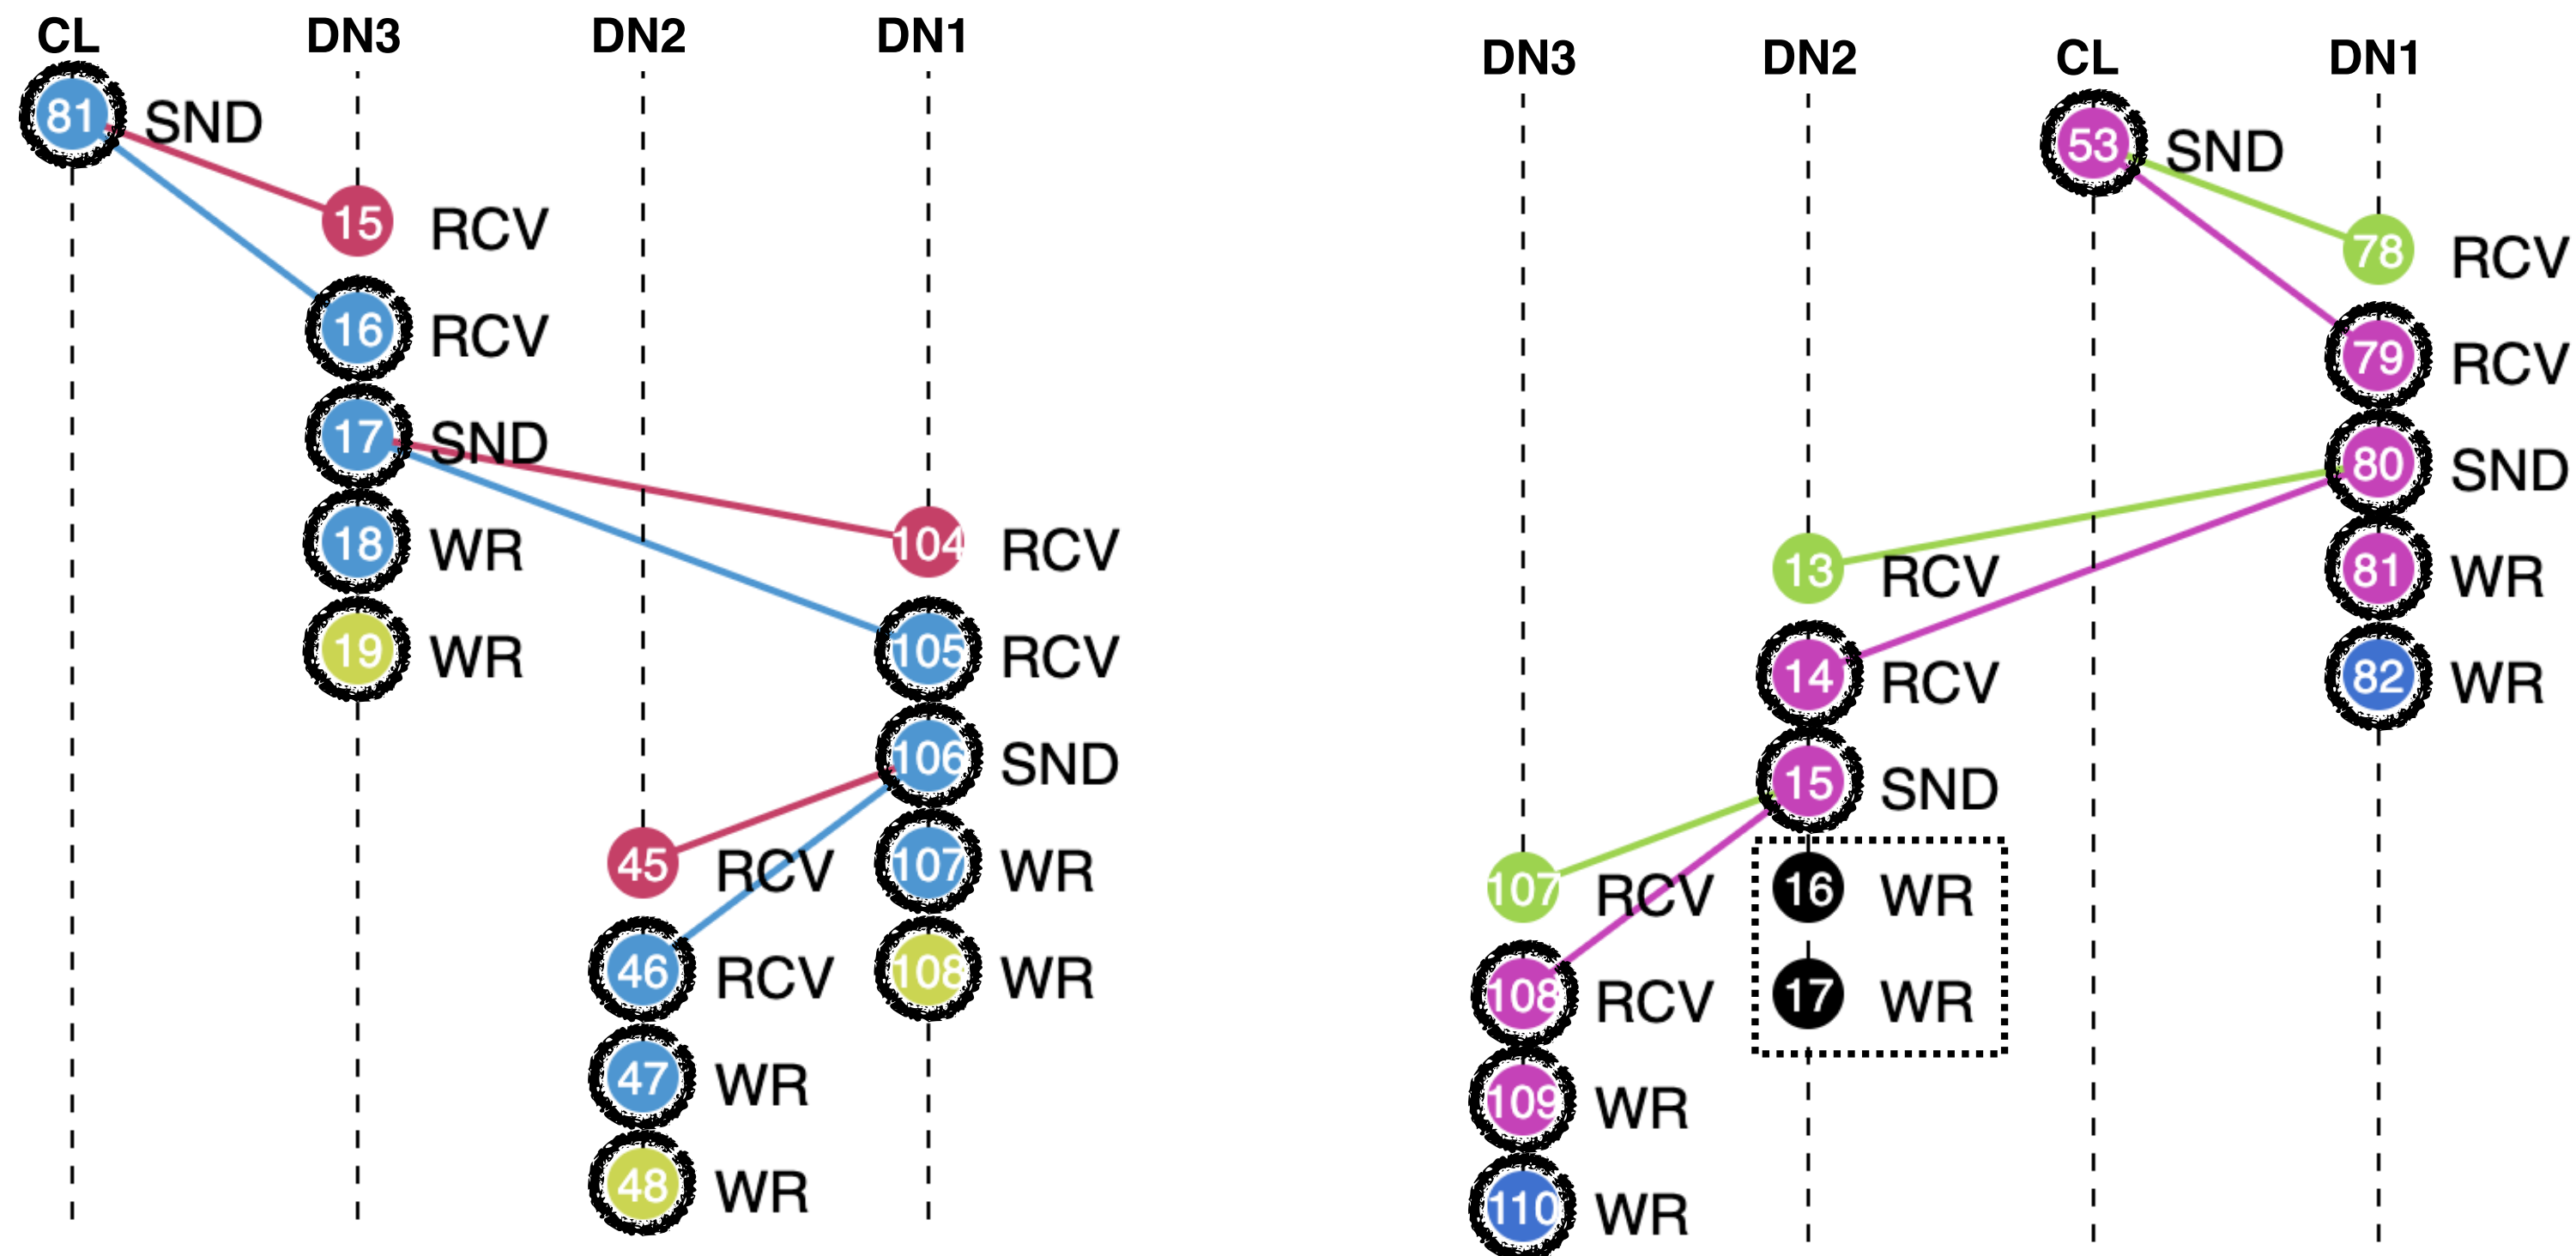 CL DN3 DN2 DN1
81 SND
15 RCV
16 RCV
17 SND
104 RCV
18 WR
105 RCV
19 WR
106 SND
45 RCV
107 WR
46 RCV
108 WR
47 WR
48 WR
DN3 DN2 CL DN1
53 SND
78 RCV
79 RCV
80 SND
13 RCV
81 WR
14 RCV
82 WR
15 SND
107 RCV
16 WR
108 RCV
17 WR
109 WR
110 WR